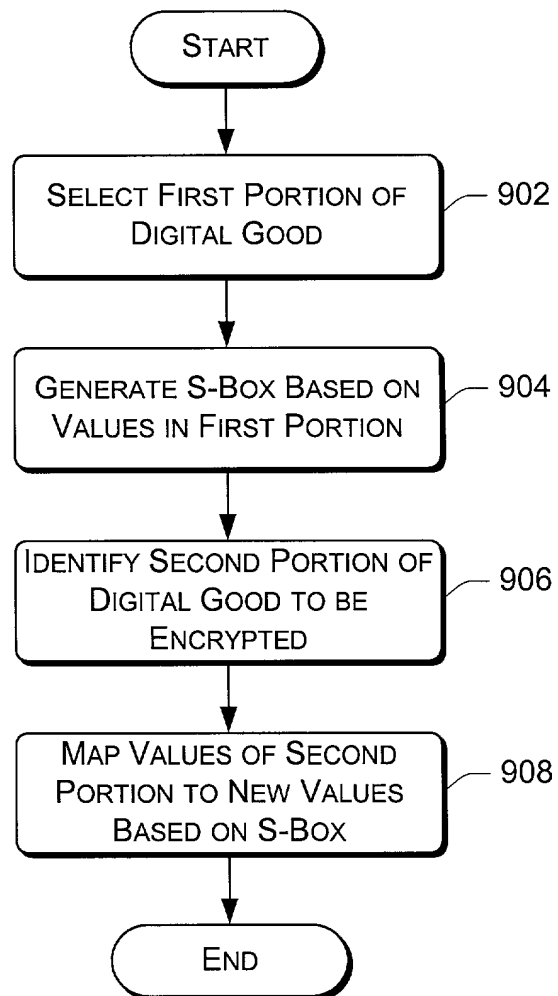 START
SELECT FIRST PORTION OF
DIGITAL GOOD
902
GENERATE S-BOX BASED ON
VALUES IN FIRST PORTION
904
IDENTIFY SECOND PORTION OF
DIGITAL GOOD TO BE
ENCRYPTED
906
MAP VALUES OF SECOND
PORTION TO NEW VALUES
BASED ON S-BOX
908
END